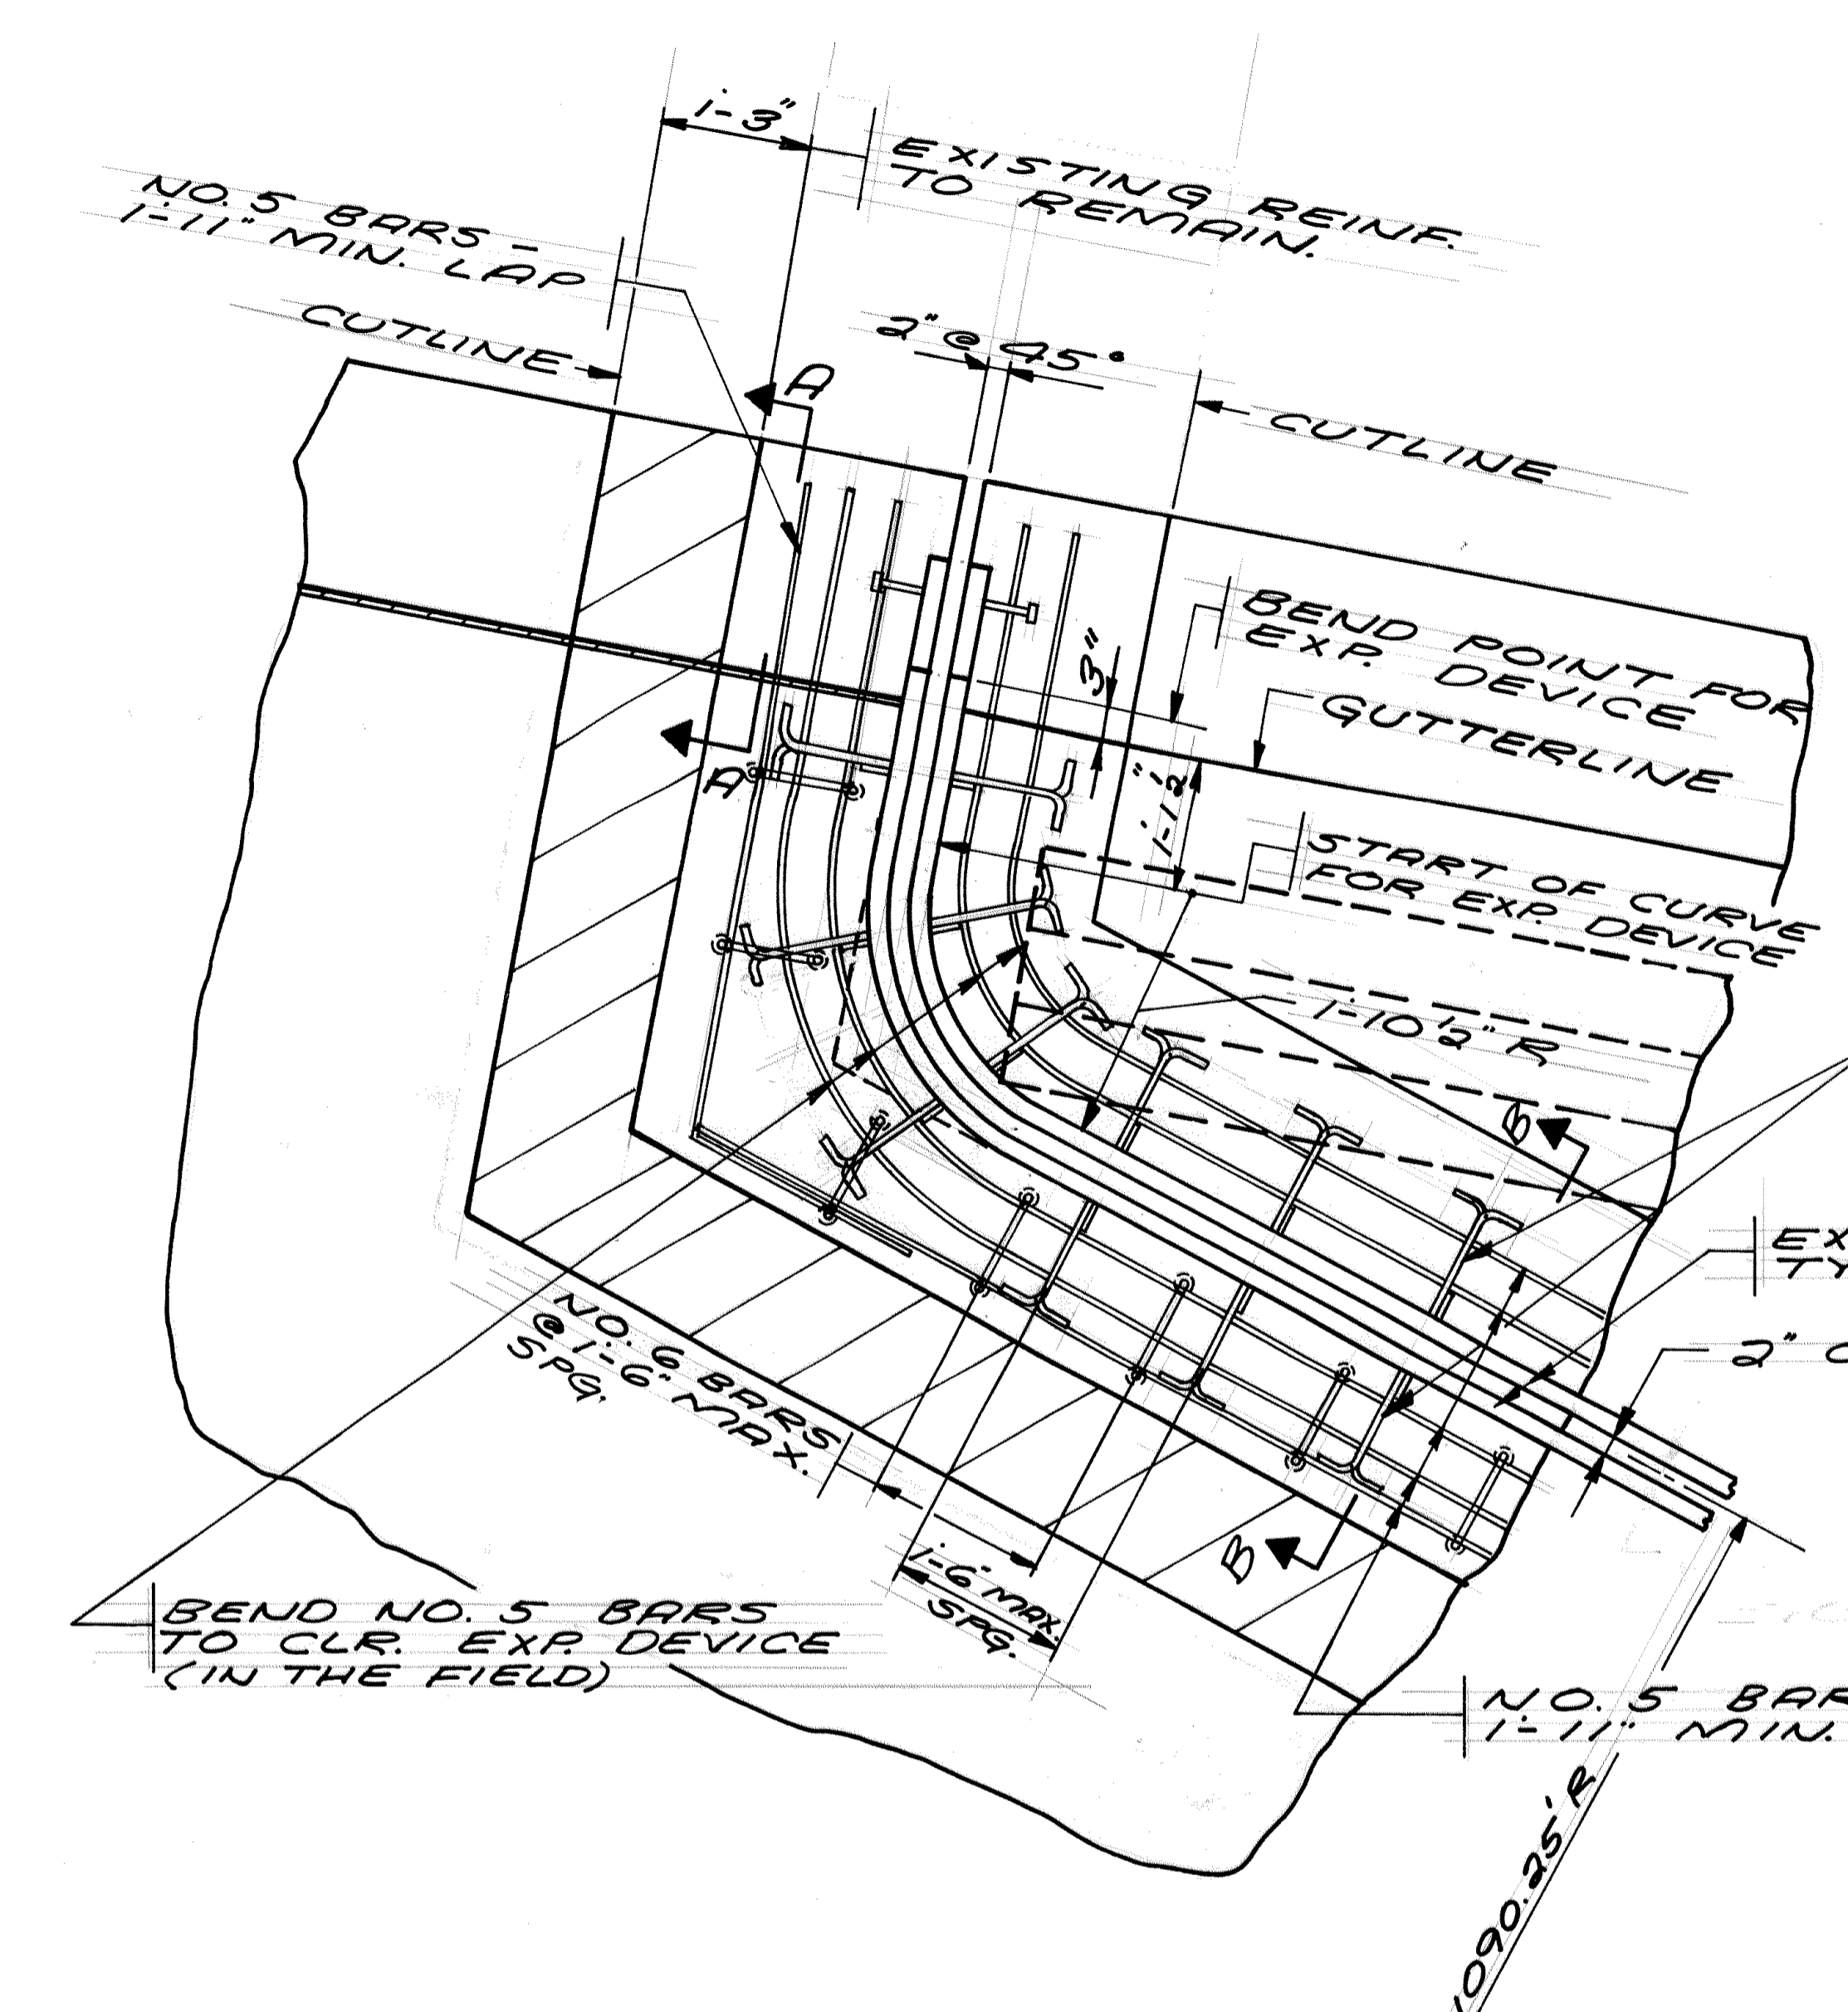 1'-3"
EXISTING REINF.
TO REMAIN.
NO. 5 BARS -
1'-11" MIN. LAP
CUTLINE
2" @ 45°
A
CUTLINE
BEND POINT FOR
EXP. DEVICE
3"
GUTTERLINE
A
1'-1½"
START OF CURVE
FOR EXP. DEVICE
1'-10½" R
B
2"
NO. 6 BARS
@ 1'-6" MAX.
SPG.
1'-6" MAX.
SPG.
B
BEND NO. 5 BARS
TO CLR. EXP. DEVICE
(IN THE FIELD)
NO. 5
1'-11" MIN.
1090.25' R